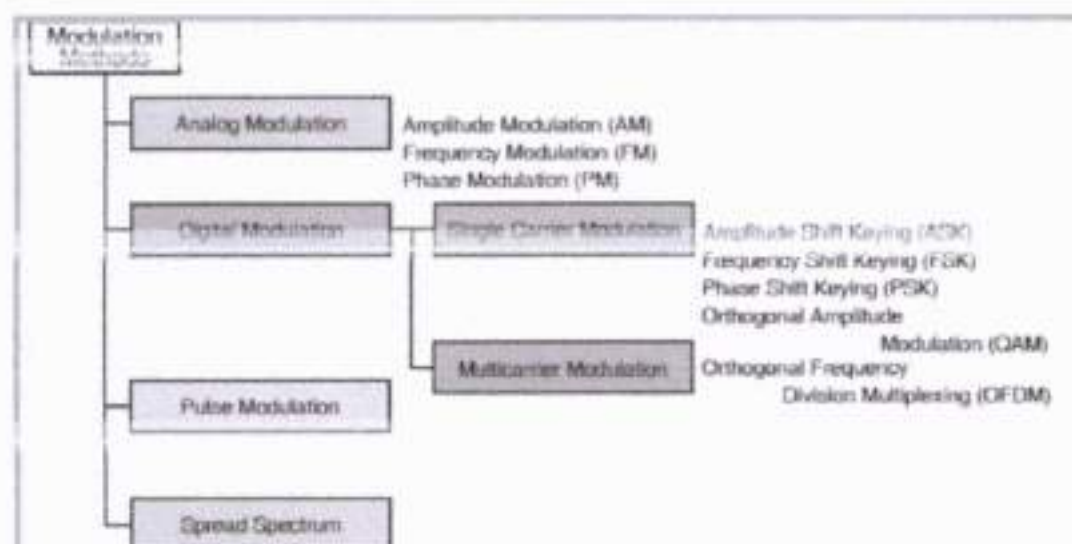 Modulation
Methods
Analog Modulation
Amplitude Modulation (AM)
Frequency Modulation (FM)
Phase Modulation (PM)
Digital Modulation
Single Carrier Modulation
Amplitude Shift Keying (ASK)
Frequency Shift Keying (FSK)
Phase Shift Keying (PSK)
Orthogonal Amplitude
Modulation (QAM)
Multicarrier Modulation
Orthogonal Frequency
Division Multiplexing (OFDM)
Pulse Modulation
Spread Spectrum